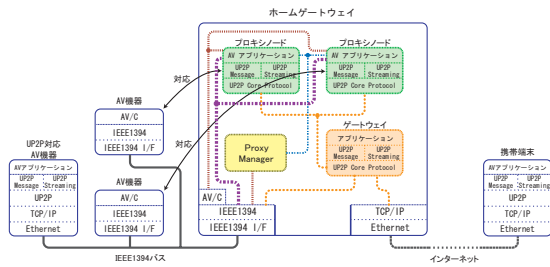 ホームゲートウェイ
プロキシノード
AV アプリケーション
UP2P Message
UP2P Streaming
UP2P Core Protocol
プロキシノード
AV アプリケーション
UP2P Message
UP2P Streaming
UP2P Core Protocol
対応
対応
AV機器
AV/C
IEEE1394
IEEE1394 I/F
UP2P対応
AV機器
AVアプリケーション
UP2P Message
UP2P Streaming
UP2P
TCP/IP
Ethernet
AV機器
AV/C
IEEE1394
IEEE1394 I/F
Proxy
Manager
ゲートウェイ
アプリケーション
UP2P Message
UP2P Streaming
UP2P Core Protocol
AV/C
IEEE1394
IEEE1394 I/F
TCP/IP
Ethernet
携帯端末
AVアプリケーション
UP2P Message
UP2P Streaming
UP2P
TCP/IP
Ethernet
IEEE1394バス
インターネット